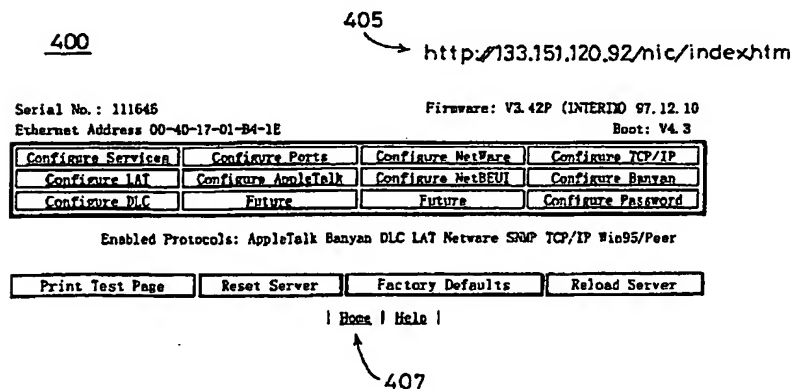 405
400
http://133.151.120.92/nic/index.htm
Serial No.: 111646 Firmware: V3.42P (INTERIX) 97.12.10
Ethernet Address 00-40-17-01-B4-1E Boot: V4.3
Configure Services Configure Ports Configure NetWare Configure TCP/IP
Configure LAT Configure AppleTalk Configure NetBEUI Configure Banyan
Configure DLC Future Future Configure Password
Enabled Protocols: AppleTalk Banyan DLC LAT Netware SNMP TCP/IP Win95/Peer
Print Test Page Reset Server Factory Defaults Reload Server
| Home | Help |
407